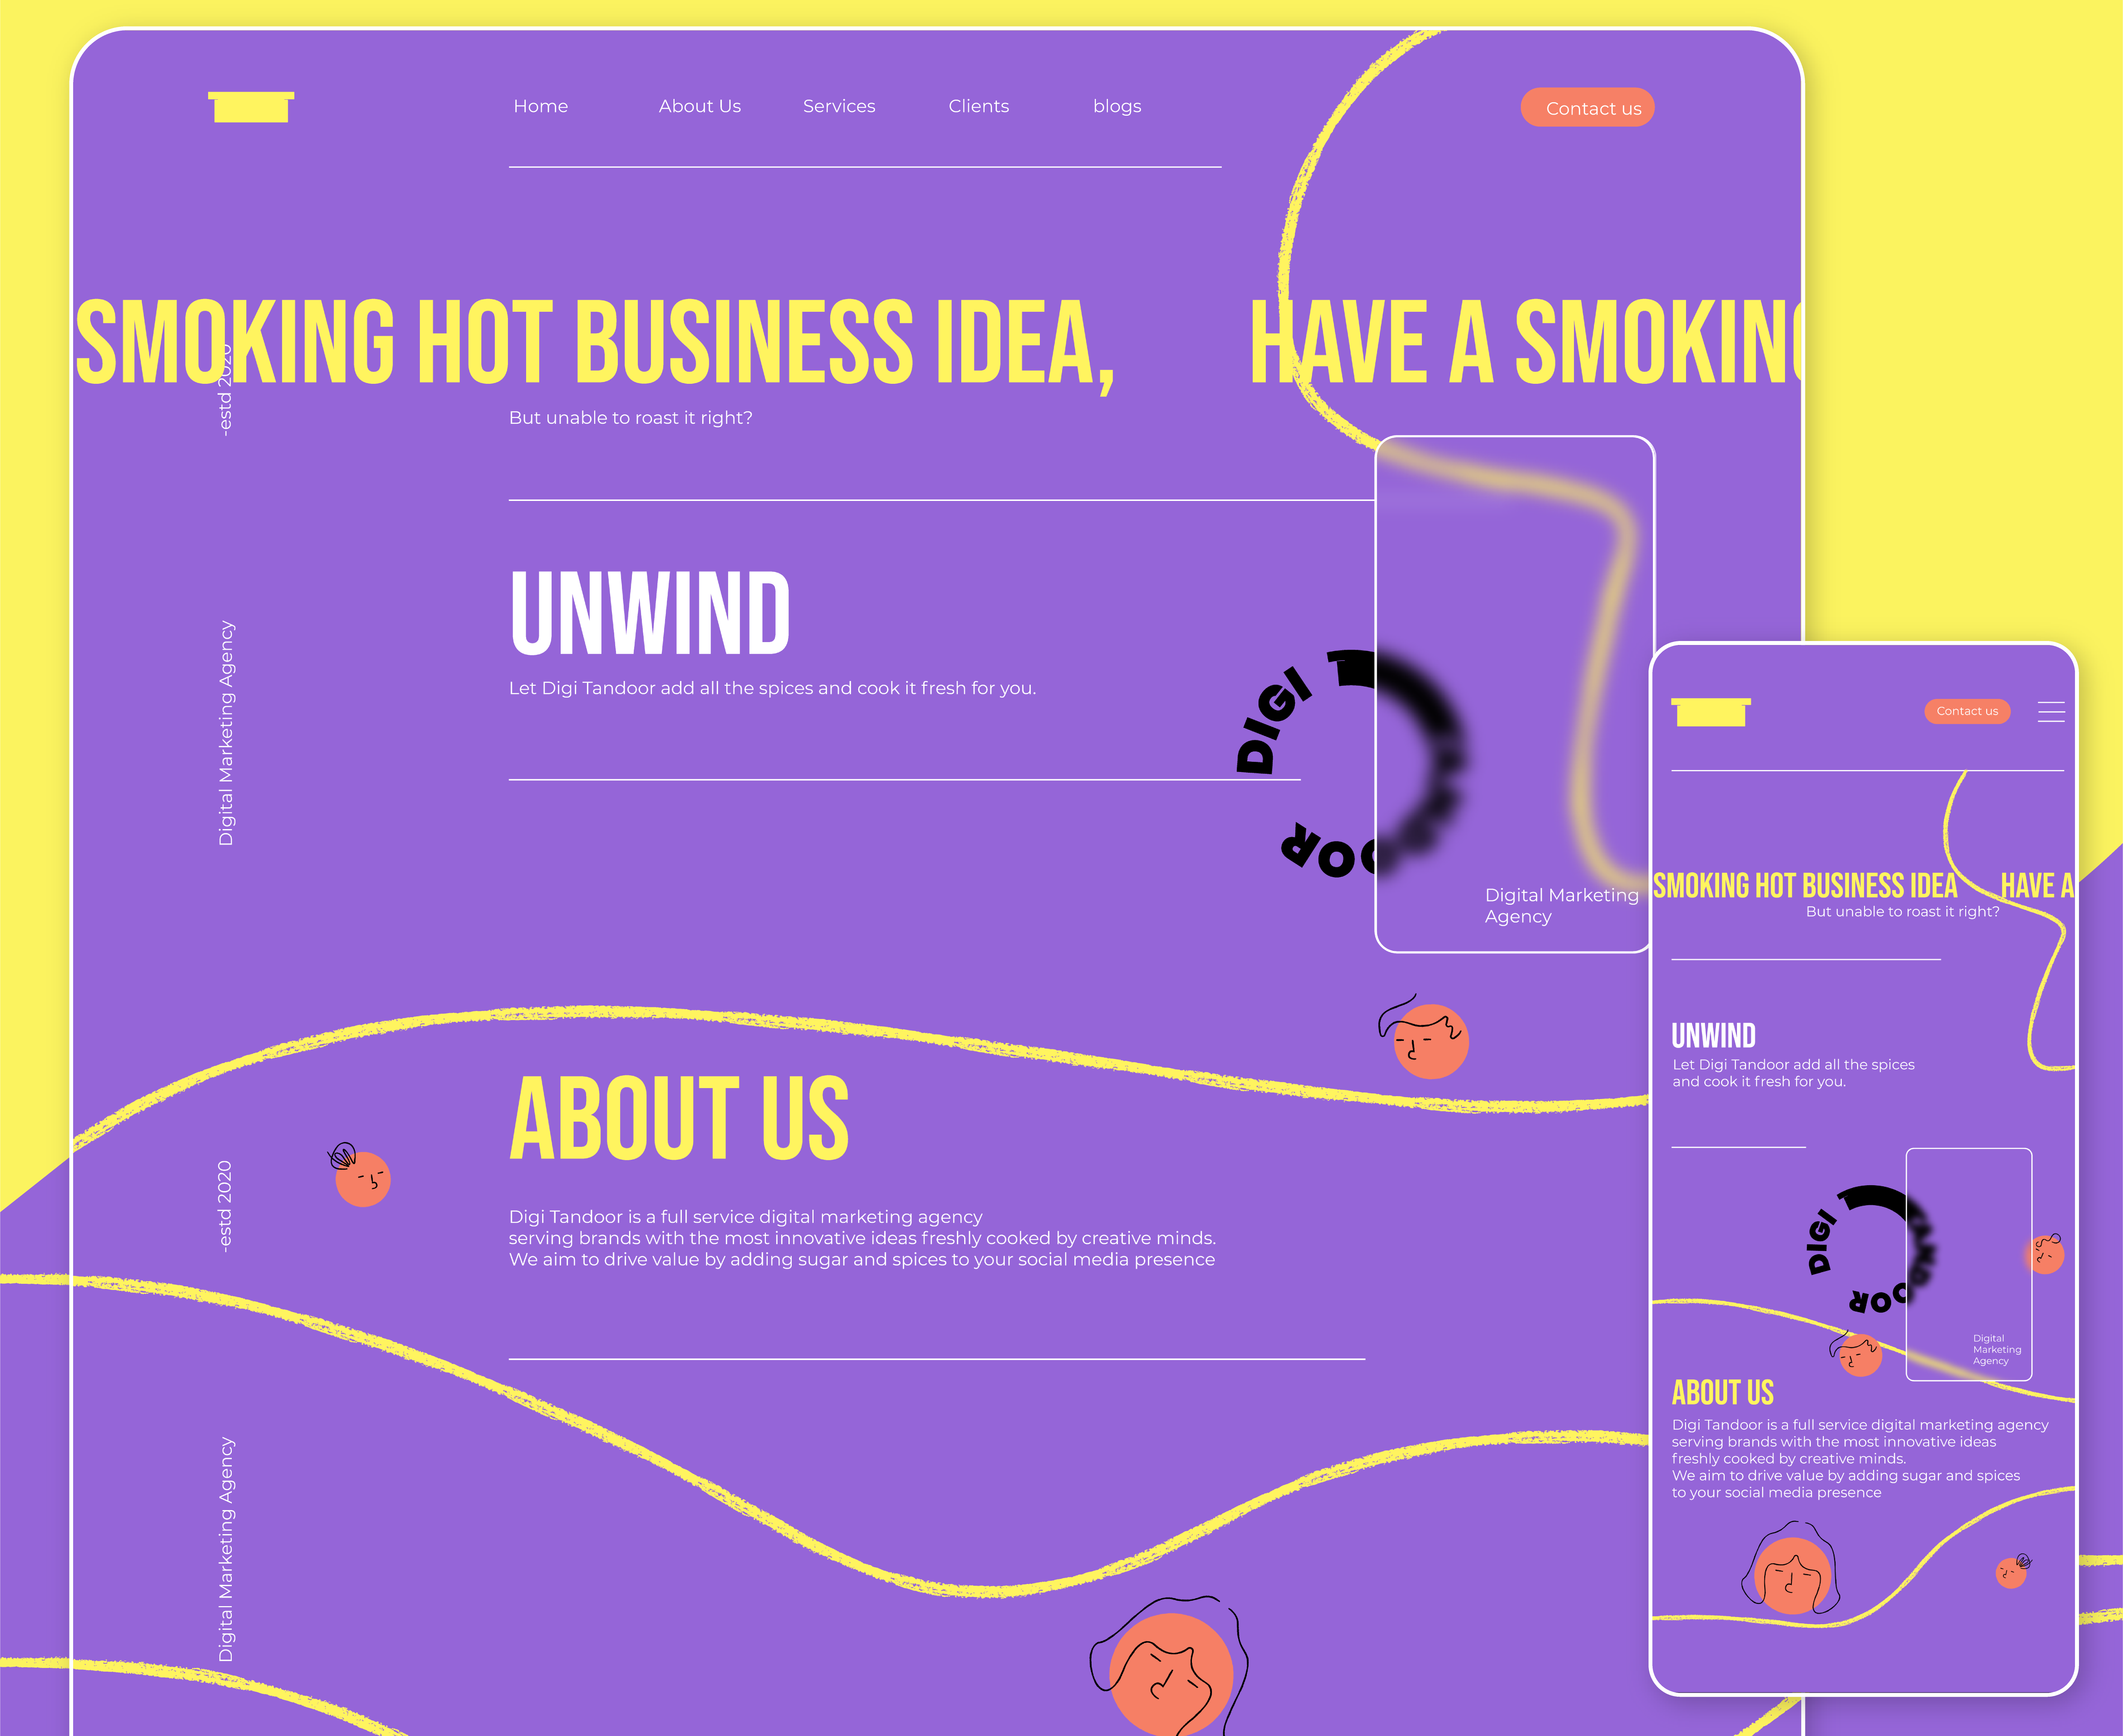 Home
About Us
Services
Clients
blogs
Contact us
SMOKING HOT BUSINESS IDEA,
HAVE A SMOKING
-estd 2020
But unable to roast it right?
UNWIND
Let Digi Tandoor add all the spices and cook it fresh for you.
Digital Marketing Agency
DIGI
OOR
Digital Marketing
Agency
ABOUT US
-estd 2020
Digi Tandoor is a full service digital marketing agency
serving brands with the most innovative ideas freshly cooked by creative minds.
We aim to drive value by adding sugar and spices to your social media presence
Digital Marketing Agency
Contact us
SMOKING HOT BUSINESS IDEA
HAVE A
But unable to roast it right?
UNWIND
Let Digi Tandoor add all the spices
and cook it fresh for you.
DIGI
OOR
Digital
Marketing
Agency
ABOUT US
Digi Tandoor is a full service digital marketing agency
serving brands with the most innovative ideas
freshly cooked by creative minds.
We aim to drive value by adding sugar and spices
to your social media presence